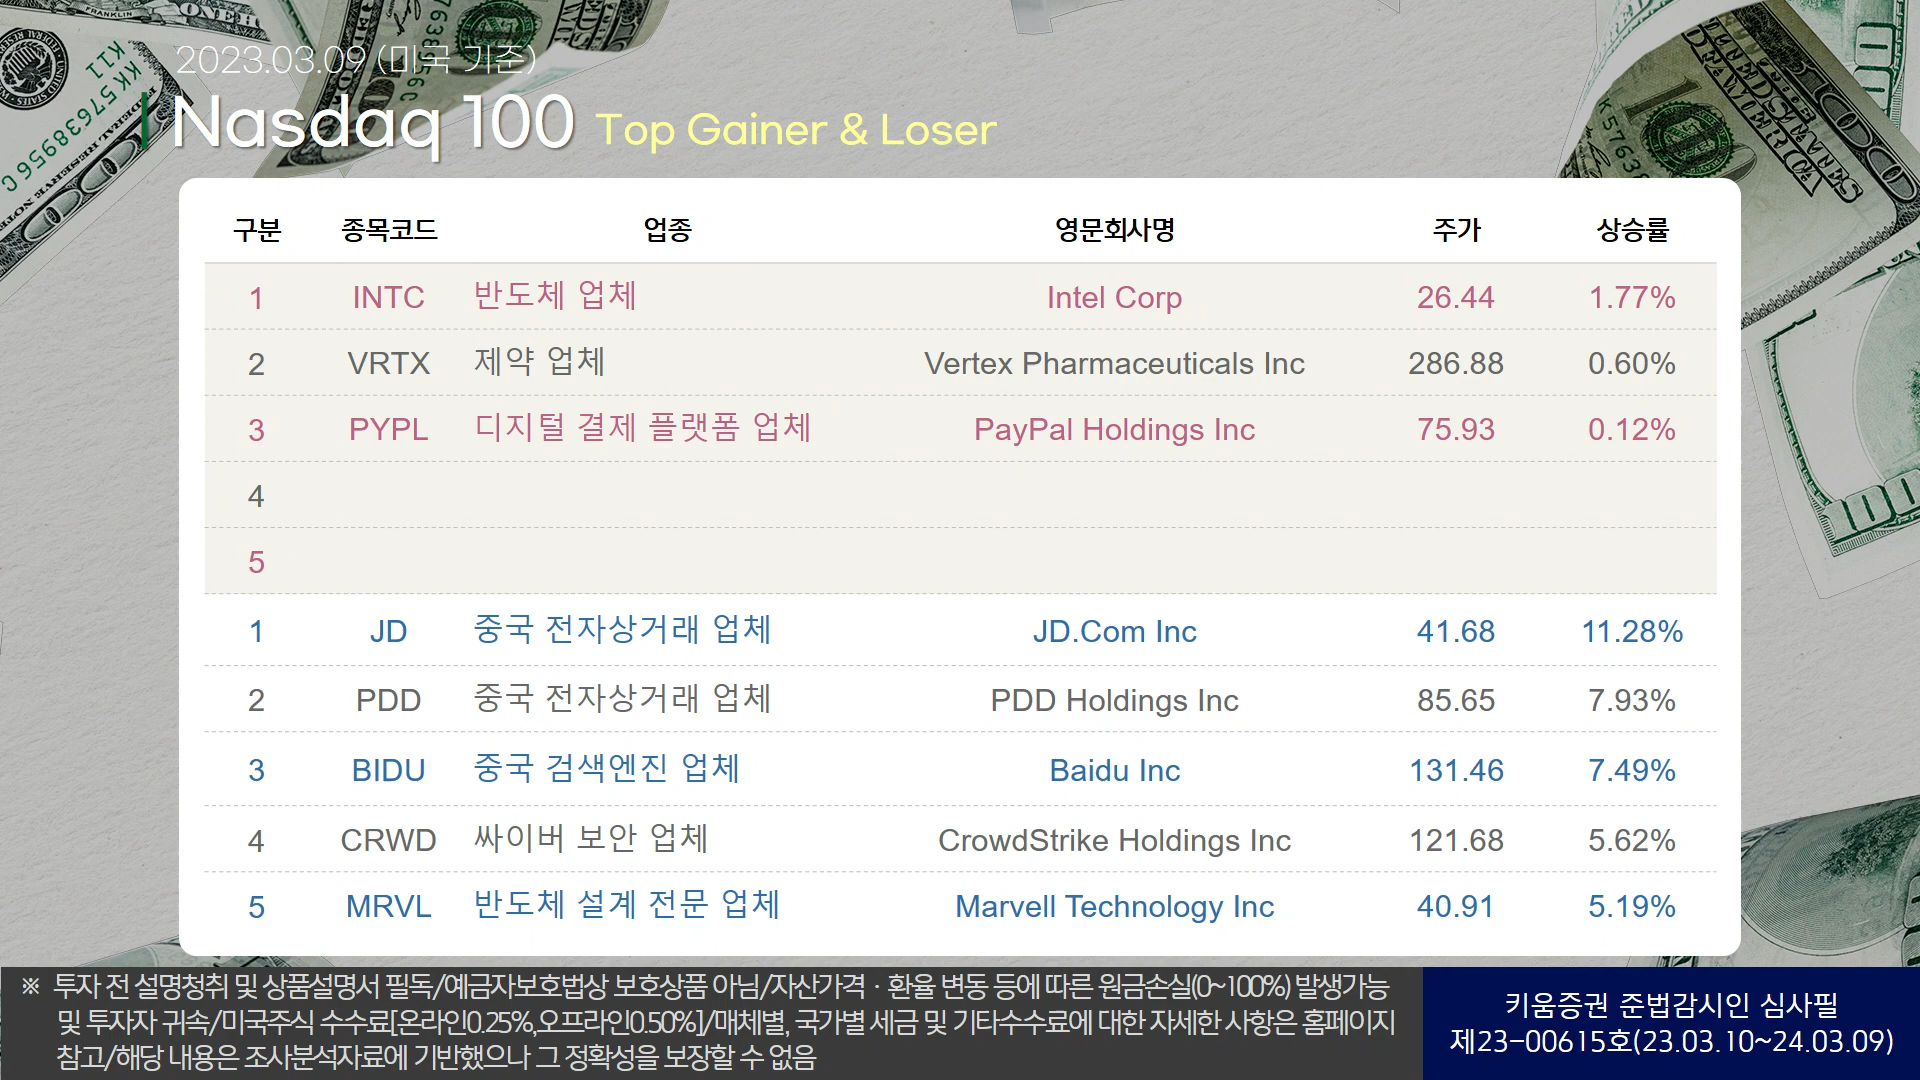 2023.03.09 (미국 기준)
Nasdaq 100 Top Gainer & Loser
구분 종목코드 업종 영문회사명 주가 상승률
1 INTC 반도체 업체 Intel Corp 26.44 1.77%
2 VRTX 제약 업체 Vertex Pharmaceuticals Inc 286.88 0.60%
3 PYPL 디지털 결제 플랫폼 업체 PayPal Holdings Inc 75.93 0.12%
4
5
1 JD 중국 전자상거래 업체 JD.Com Inc 41.68 11.28%
2 PDD 중국 전자상거래 업체 PDD Holdings Inc 85.65 7.93%
3 BIDU 중국 검색엔진 업체 Baidu Inc 131.46 7.49%
4 CRWD 싸이버 보안 업체 CrowdStrike Holdings Inc 121.68 5.62%
5 MRVL 반도체 설계 전문 업체 Marvell Technology Inc 40.91 5.19%
※ 투자 전 설명청취 및 상품설명서 필독/예금자보호법상 보호상품 아님/자산가격 · 환율 변동 등에 따른 원금손실(0~100%) 발생가능
및 투자자 귀속/미국주식 수수료[온라인0.25%,오프라인0.50%]/매체별, 국가별 세금 및 기타수수료에 대한 자세한 사항은 홈페이지
참고/해당 내용은 조사분석자료에 기반했으나 그 정확성을 보장할 수 없음
키움증권 준법감시인 심사필
제23-00615호(23.03.10~24.03.09)